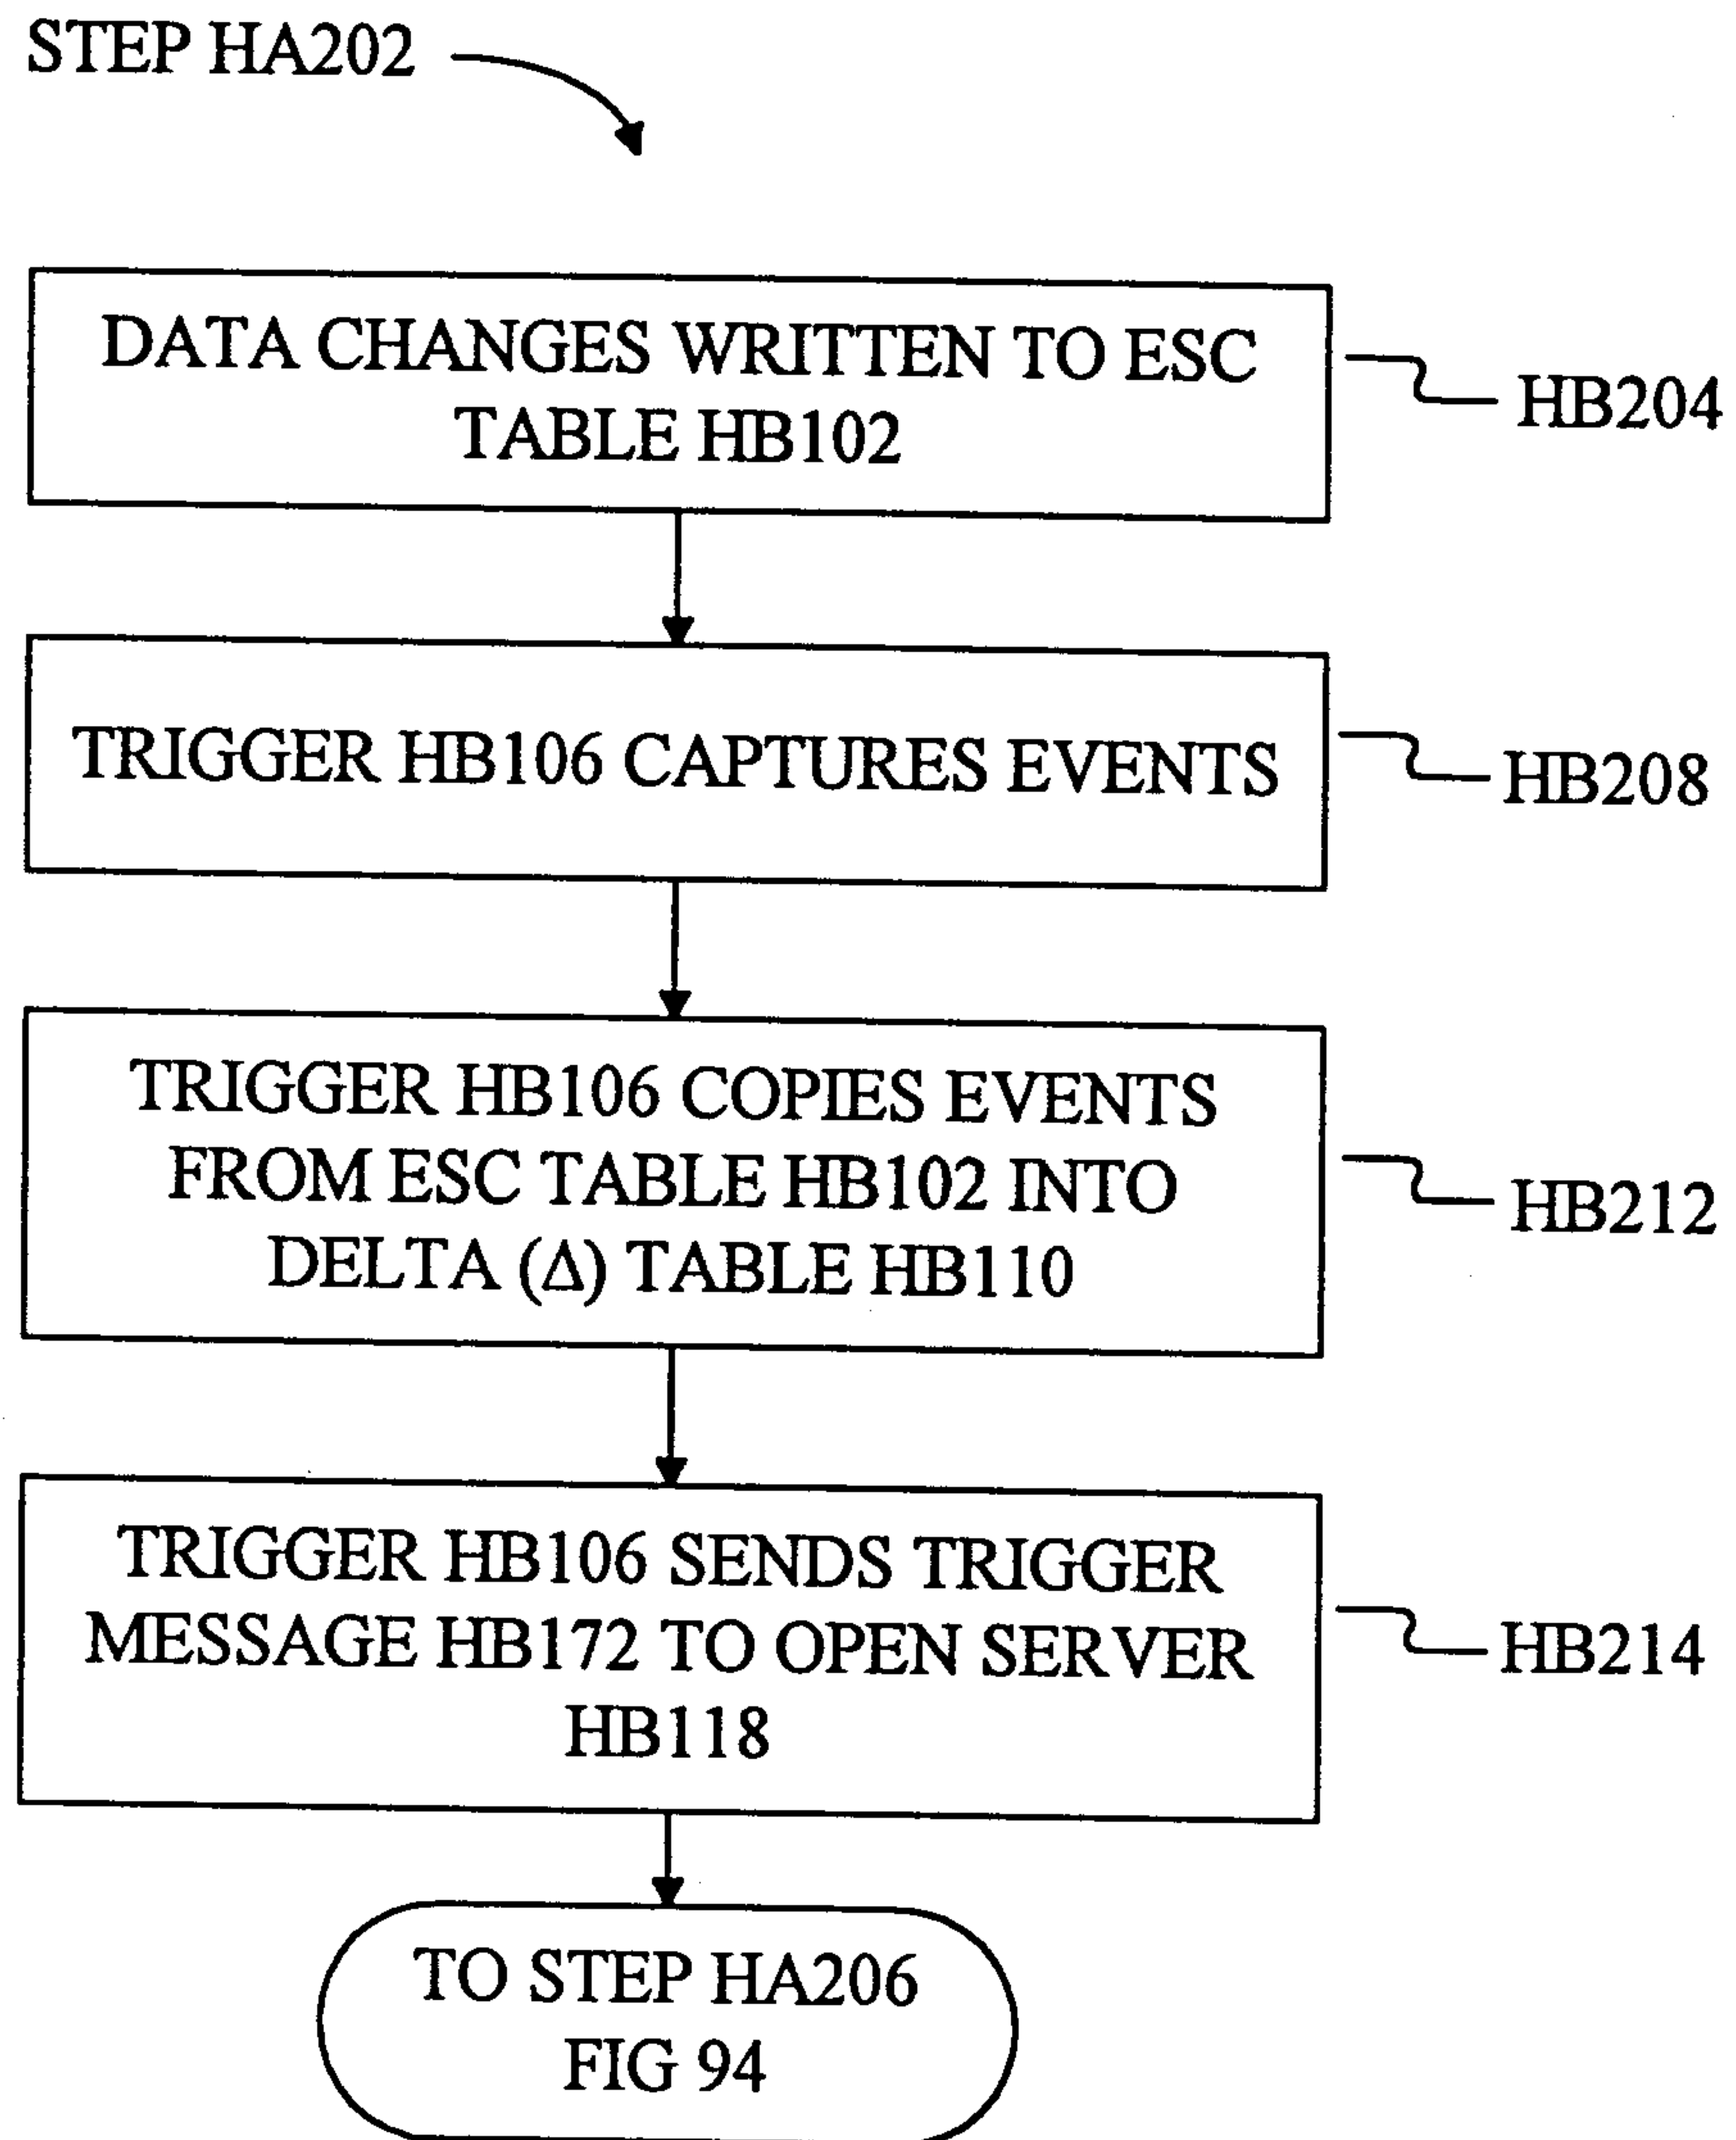 STEP HA202
DATA CHANGES WRITTEN TO ESC
TABLE HB102
HB204
TRIGGER HB106 CAPTURES EVENTS
HB208
TRIGGER HB106 COPIES EVENTS
FROM ESC TABLE HB102 INTO
DELTA (Δ) TABLE HB110
HB212
TRIGGER HB106 SENDS TRIGGER
MESSAGE HB172 TO OPEN SERVER
HB118
HB214
TO STEP HA206
FIG 94